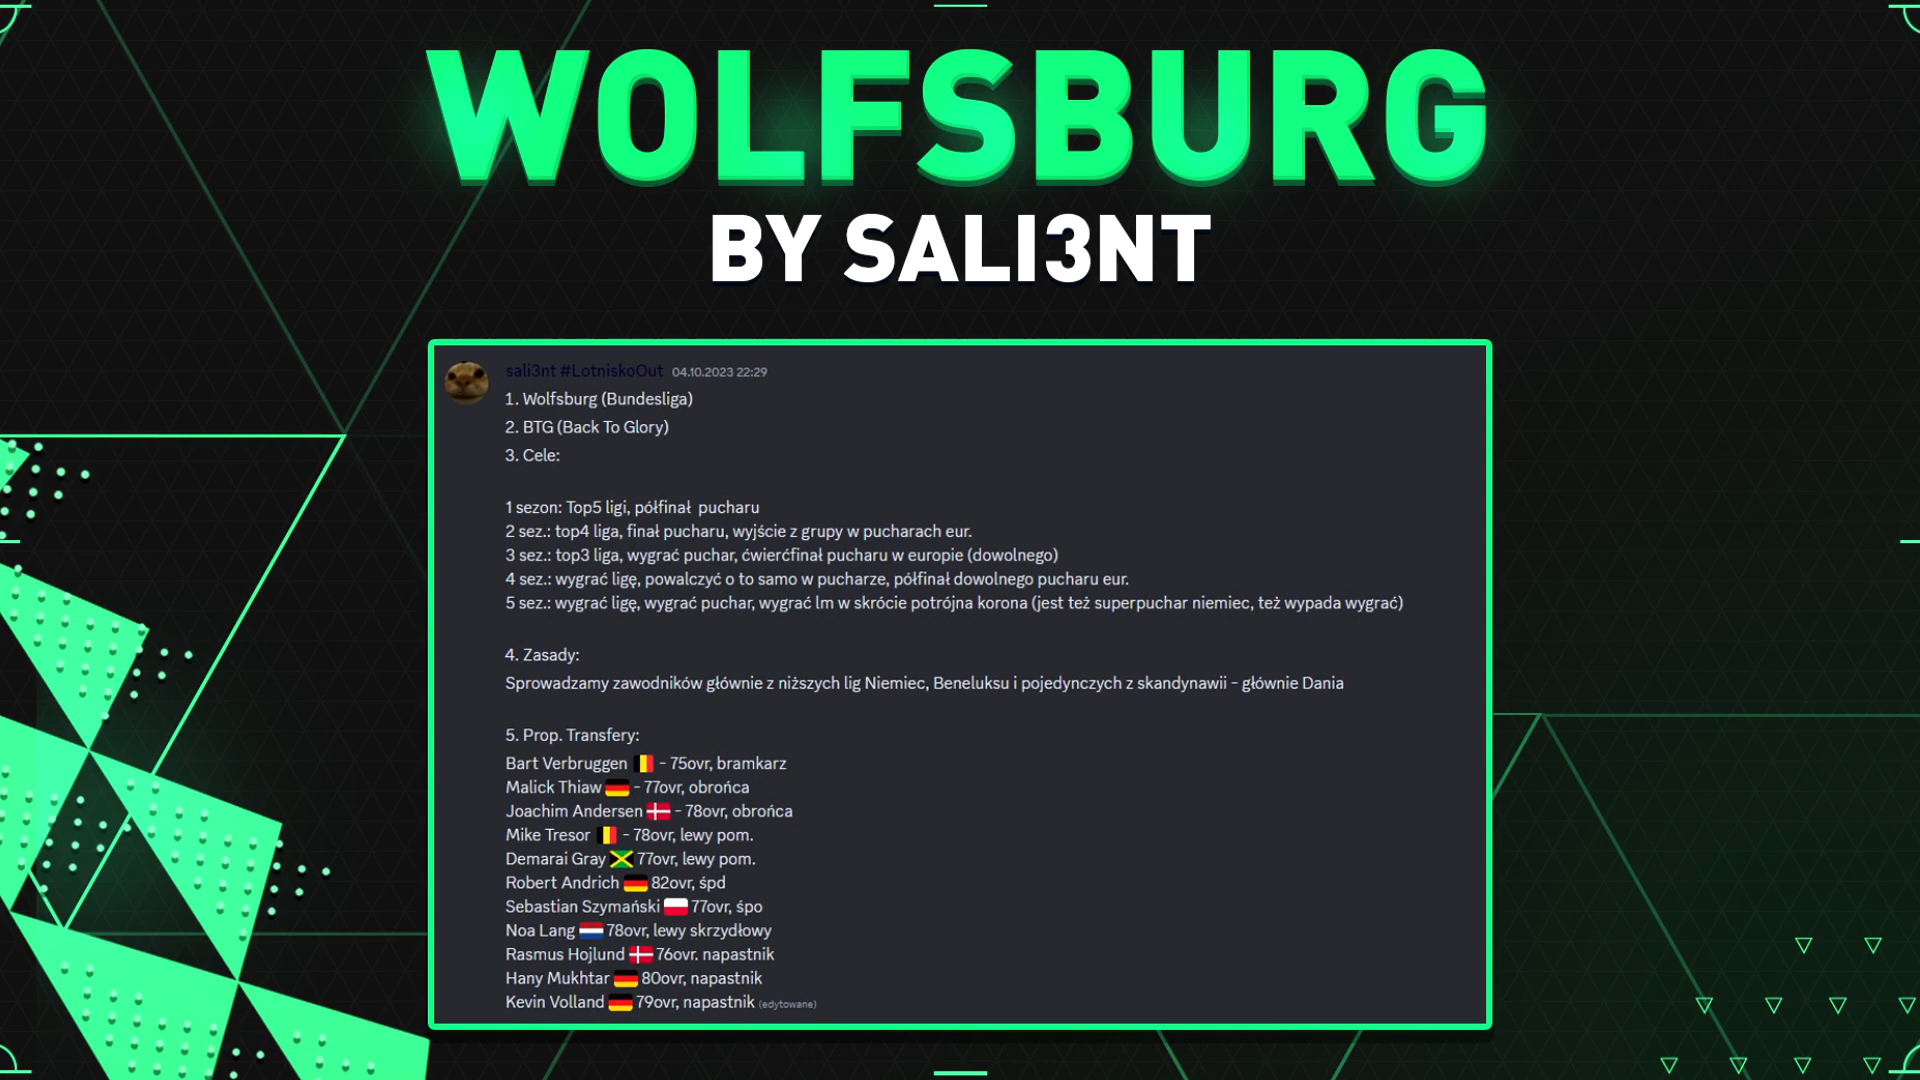 WOLFSBURG
BY SALI3NT
sali3nt #LotniskoOut 04.10.2023 22:29
1. Wolfsburg (Bundesliga)
2. BTG (Back To Glory)
3. Cele:
1 sezon: Top5 ligi, półfinał pucharu
2 sez.: top4 liga, finał pucharu, wyjście z grupy w pucharach eur.
3 sez.: top3 liga, wygrać puchar, ćwierćfinał pucharu w europie (dowolnego)
4 sez.: wygrać ligę, powalczyć o to samo w pucharze, półfinał dowolnego pucharu eur.
5 sez.: wygrać ligę, wygrać puchar, wygrać lm w skrócie potrójna korona (jest też superpuchar niemiec, też wypada wygrać)
4. Zasady:
Sprowadzamy zawodników głównie z niższych lig Niemiec, Beneluksu i pojedynczych z skandynawii - głównie Dania
5. Prop. Transfery:
Bart Verbruggen - 75ovr, bramkarz
Malick Thiaw - 77ovr, obrońca
Joachim Andersen - 78ovr, obrońca
Mike Tresor - 78ovr, lewy pom.
Demarai Gray 77ovr, lewy pom.
Robert Andrich 82ovr, śpd
Sebastian Szymański 77ovr, śpo
Noa Lang 78ovr, lewy skrzydłowy
Rasmus Hojlund 76ovr. napastnik
Hany Mukhtar 80ovr, napastnik
Kevin Volland 79ovr, napastnik (edytowane)